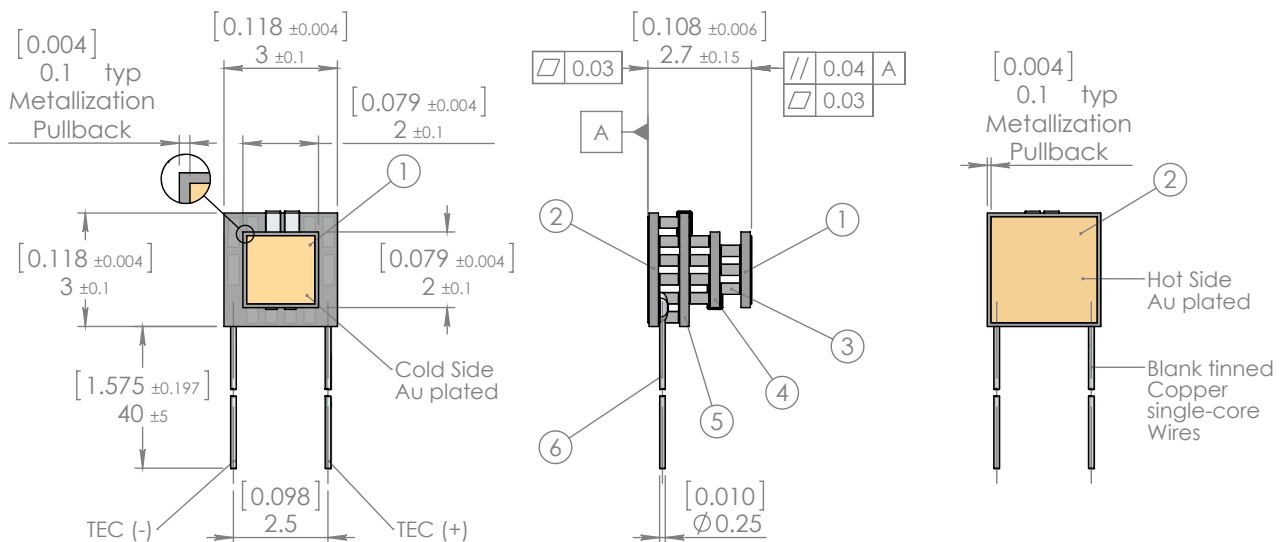 [0.004]
0.1 typ
Metallization
Pullback
[0.118 ±0.004]
3 ±0.1
[0.079 ±0.004]
2 ±0.1
1
[0.118 ±0.004]
3 ±0.1
[0.079 ±0.004]
2 ±0.1
Cold Side
Au plated
[1.575 ±0.197]
40 ±5
[0.098]
2.5
TEC (-)
TEC (+)
[0.108 ±0.006]
2.7 ±0.15
⏥ 0.03
// 0.04 A
⏥ 0.03
A
2
1
3
4
5
6
[0.010]
Ø0.25
[0.004]
0.1 typ
Metallization
Pullback
2
Hot Side
Au plated
Blank tinned
Copper
single-core
Wires